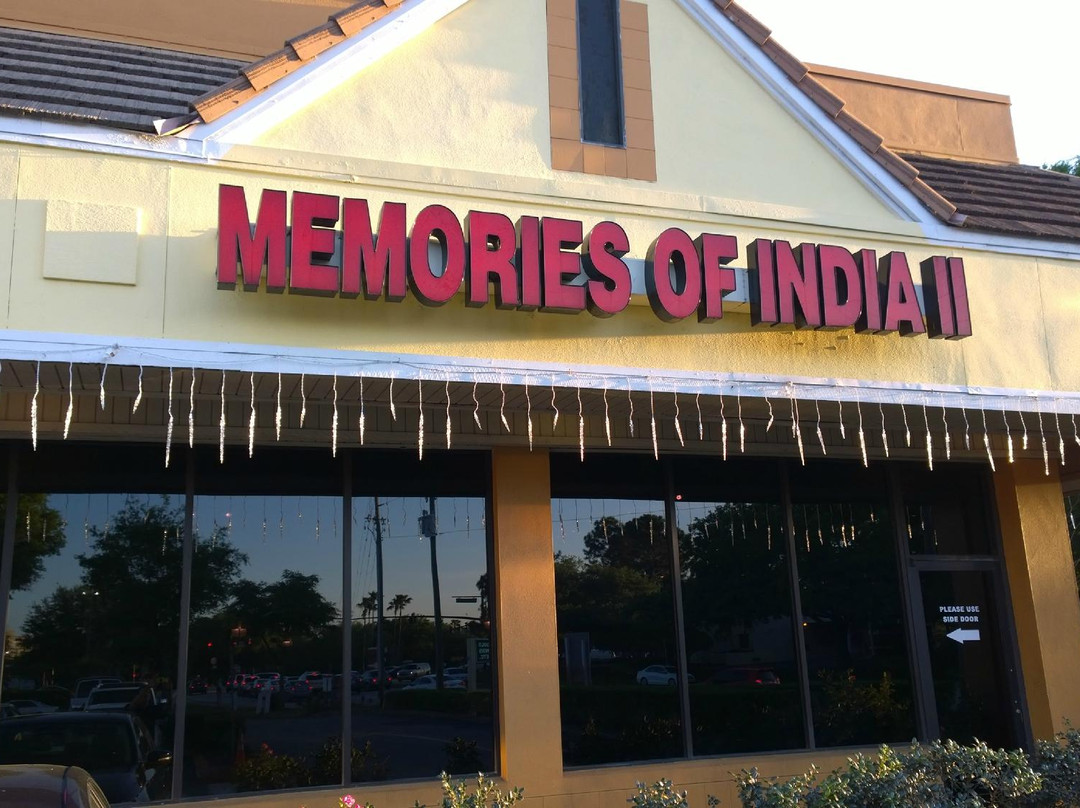 MEMORIES OF INDIA II
PLEASE USE
SIDE DOOR